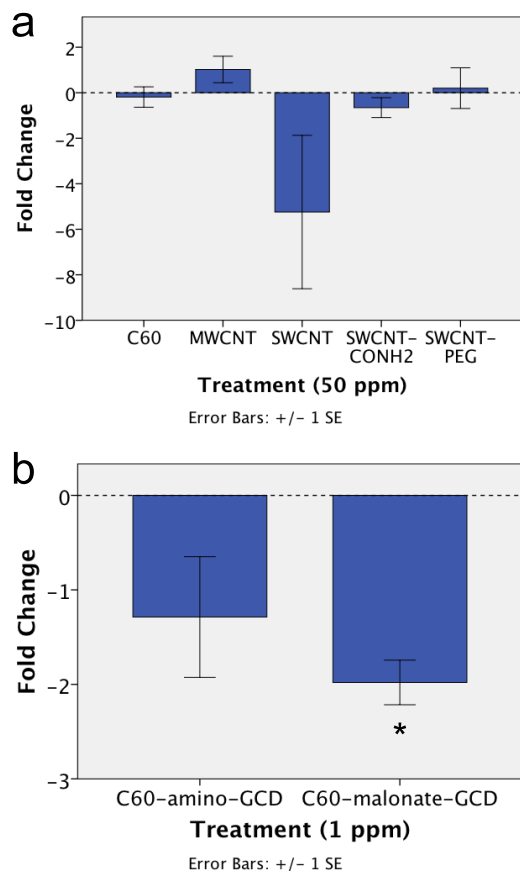 a
Fold Change
2
0
−2
−4
−6
−8
−10
C60 MWCNT SWCNT SWCNT− SWCNT−
CONH2 PEG
Treatment (50 ppm)
Error Bars: +/− 1 SE
b
Fold Change
0
−1
−2
−3
*
C60−amino−GCD C60−malonate−GCD
Treatment (1 ppm)
Error Bars: +/− 1 SE